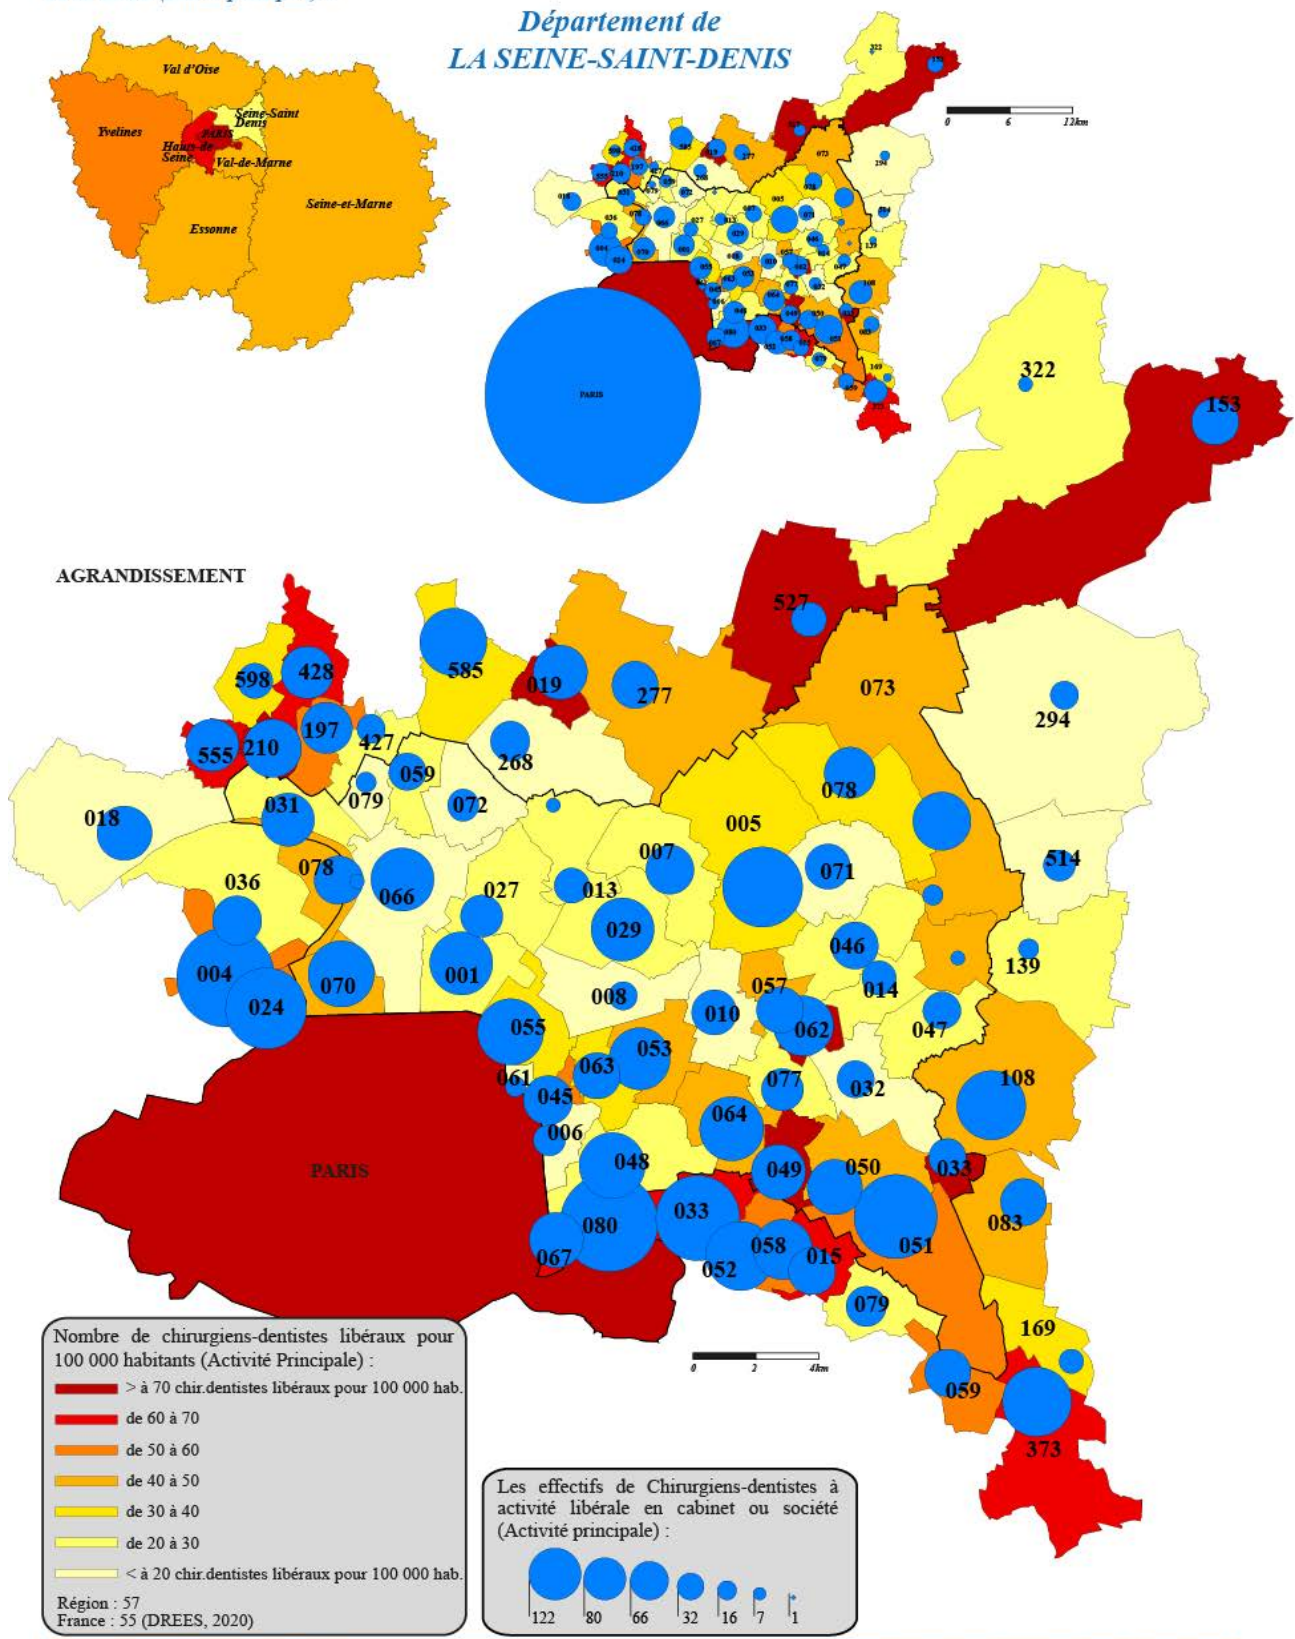 Département de
LA SEINE-SAINT-DENIS
Val d'Oise
Yvelines
Seine-Saint
Denis
PARIS
Hauts-de
Seine
Val-de-Marne
Seine-et-Marne
Essonne
0 6 12km
PARIS
AGRANDISSEMENT
322
153
527
598
428
585
019
277
073
294
555
210
197
427
268
018
031
079
059
072
078
005
007
071
514
036
078
066
027
013
029
046
139
004
024
070
001
008
010
057
062
014
047
055
053
063
061
045
077
032
108
006
064
048
049
050
033
PARIS
080
067
033
052
058
015
051
083
079
169
059
373
0 2 4km
Nombre de chirurgiens-dentistes libéraux pour
100 000 habitants (Activité Principale) :
> à 70 chir.dentistes libéraux pour 100 000 hab.
de 60 à 70
de 50 à 60
de 40 à 50
de 30 à 40
de 20 à 30
< à 20 chir.dentistes libéraux pour 100 000 hab.
Région : 57
France : 55 (DREES, 2020)
Les effectifs de Chirurgiens-dentistes à
activité libérale en cabinet ou société
(Activité principale) :
122 80 66 32 16 7 1